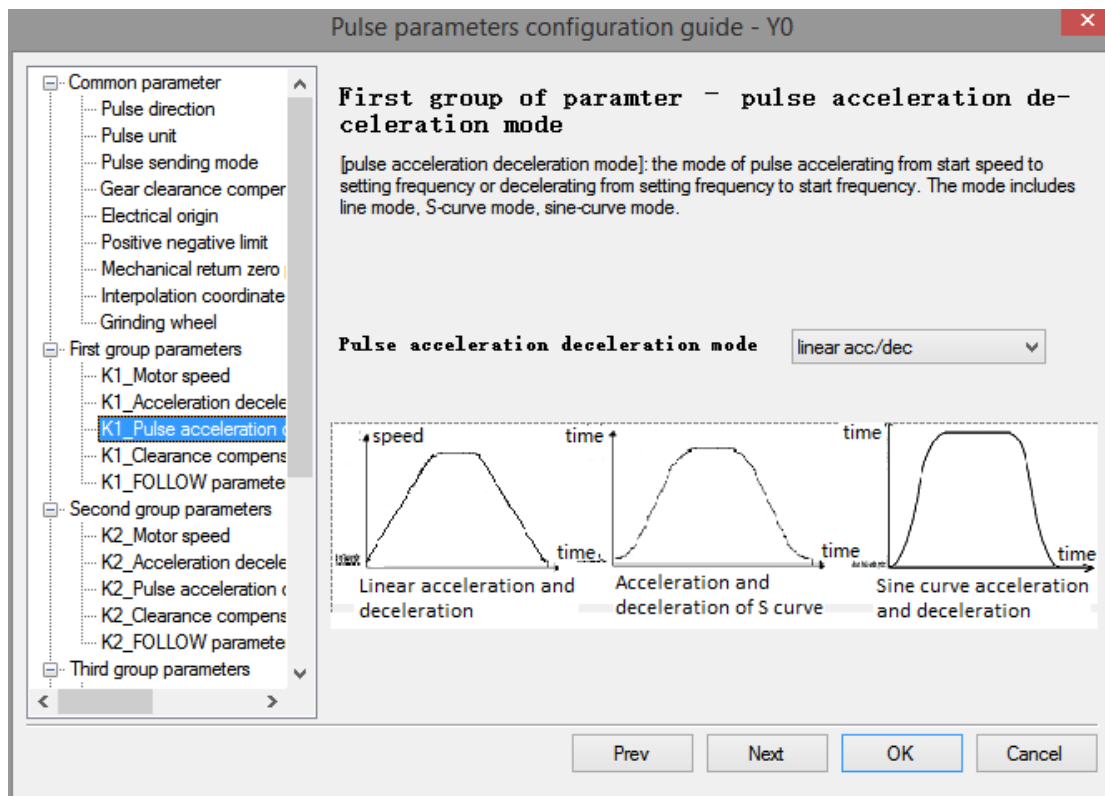 Pulse parameters configuration guide - Y0
Common parameter
Pulse direction
Pulse unit
Pulse sending mode
Gear clearance comper
Electrical origin
Positive negative limit
Mechanical return zero
Interpolation coordinate
Grinding wheel
First group parameters
K1_Motor speed
K1_Acceleration decele
K1_Pulse acceleration
K1_Clearance compens
K1_FOLLOW paramete
Second group parameters
K2_Motor speed
K2_Acceleration decele
K2_Pulse acceleration
K2_Clearance compens
K2_FOLLOW paramete
Third group parameters
First group of paramter - pulse acceleration de-
celeration mode
[pulse acceleration deceleration mode]: the mode of pulse accelerating from start speed to
setting frequency or decelerating from setting frequency to start frequency. The mode includes
line mode, S-curve mode, sine-curve mode.
Pulse acceleration deceleration mode
linear acc/dec
speed
time
Linear acceleration and
deceleration
time
time
Acceleration and
deceleration of S curve
time
time
Sine curve acceleration
and deceleration
Prev
Next
OK
Cancel